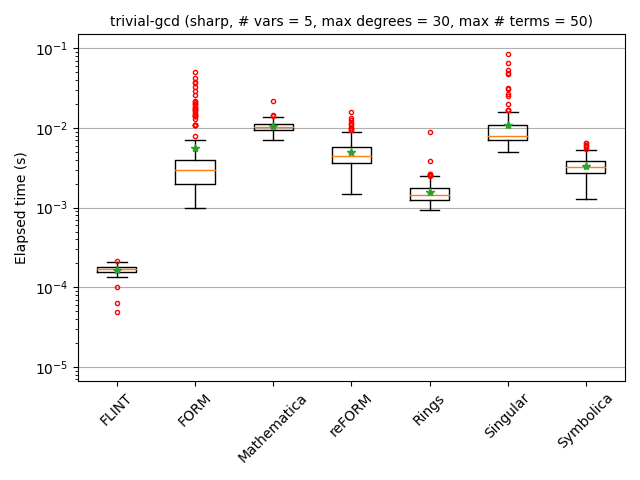 trivial-gcd (sharp, # vars = 5, max degrees = 30, max # terms = 50)
Elapsed time (s)
10⁻¹
10⁻²
10⁻³
10⁻⁴
10⁻⁵
FLINT
FORM
Mathematica
reFORM
Rings
Singular
Symbolica